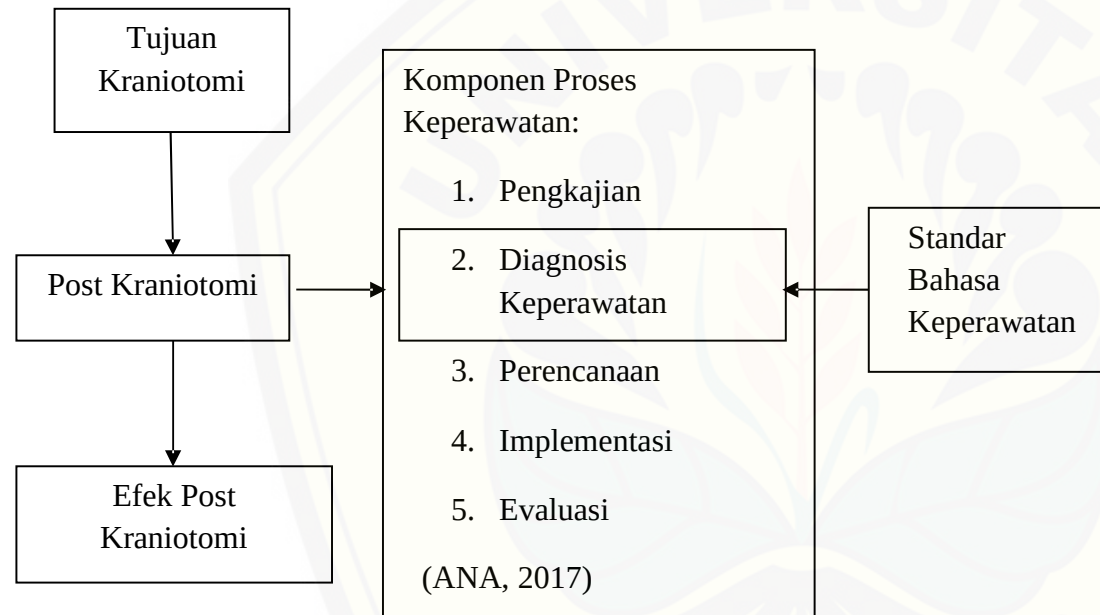 Tujuan
Kraniotomi
Post Kraniotomi
Efek Post
Kraniotomi
Komponen Proses
Keperawatan:
1. Pengkajian
2. Diagnosis
Keperawatan
3. Perencanaan
4. Implementasi
5. Evaluasi
(ANA, 2017)
Standar
Bahasa
Keperawatan
UNIVERSITA